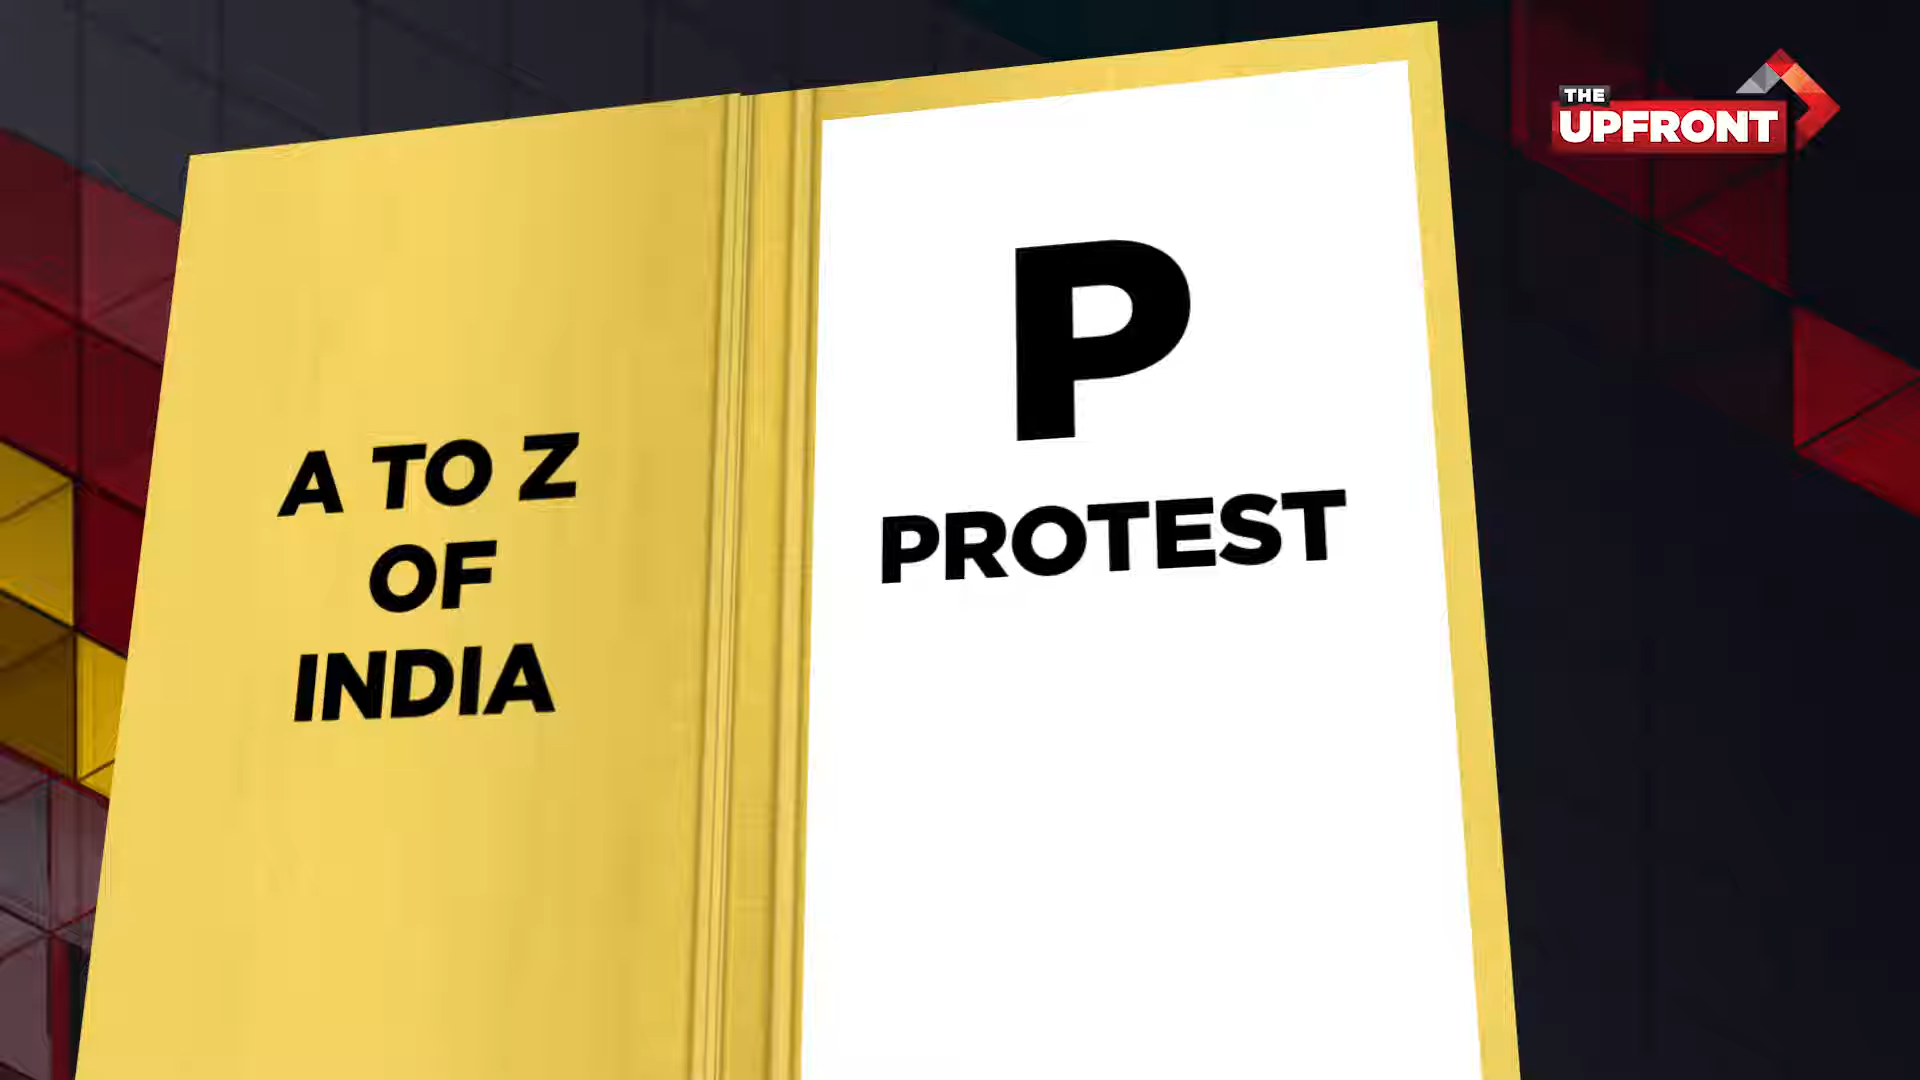 A TO Z
OF
INDIA
P
PROTEST
THE
UPFRONT